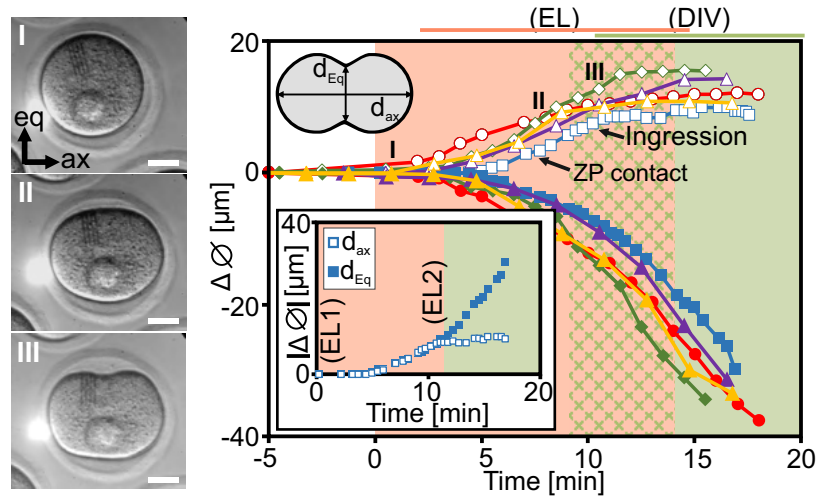 I
eq
ax
II
III
(EL)
(DIV)
20
0
-20
-40
Δ Ø [µm]
d_Eq
d_ax
I
II
III
Ingression
ZP contact
40
0
|Δ Ø| [µm]
d_ax
d_Eq
(EL1)
(EL2)
0
10
20
Time [min]
-5
0
5
10
15
20
Time [min]